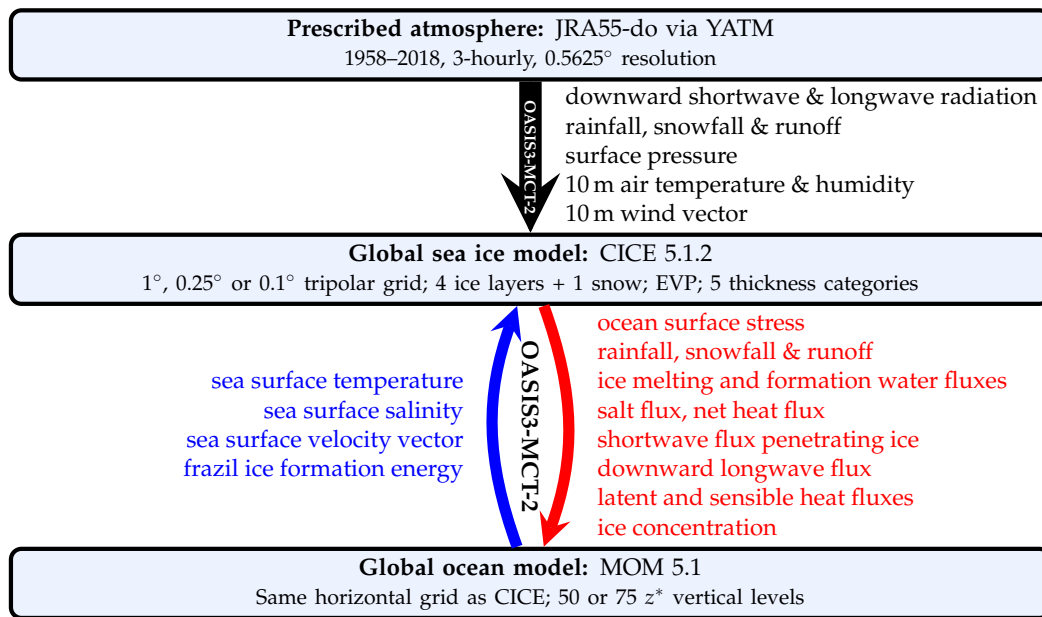 Prescribed atmosphere: JRA55-do via YATM
1958–2018, 3-hourly, 0.5625° resolution
OASIS3-MCT-2
downward shortwave & longwave radiation
rainfall, snowfall & runoff
surface pressure
10 m air temperature & humidity
10 m wind vector
Global sea ice model: CICE 5.1.2
1°, 0.25° or 0.1° tripolar grid; 4 ice layers + 1 snow; EVP; 5 thickness categories
sea surface temperature
sea surface salinity
sea surface velocity vector
frazil ice formation energy
OASIS3-MCT-2
ocean surface stress
rainfall, snowfall & runoff
ice melting and formation water fluxes
salt flux, net heat flux
shortwave flux penetrating ice
downward longwave flux
latent and sensible heat fluxes
ice concentration
Global ocean model: MOM 5.1
Same horizontal grid as CICE; 50 or 75 z* vertical levels